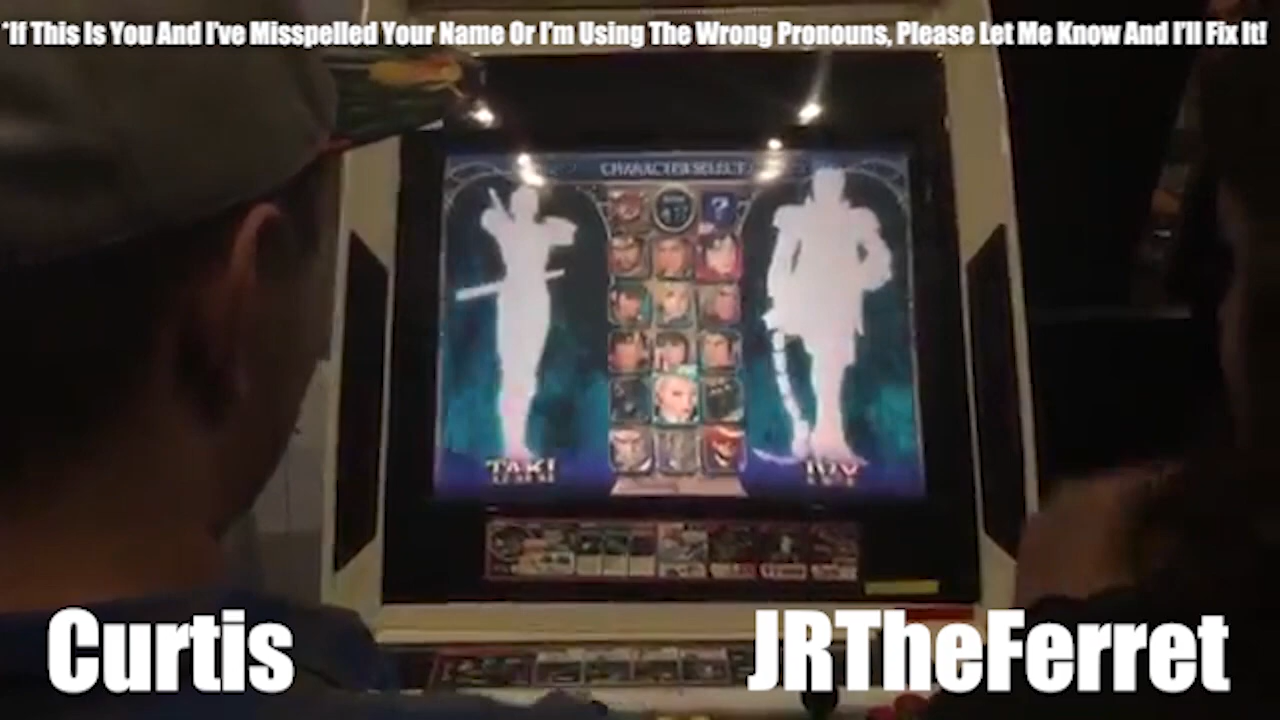 *If This Is You And I've Misspelled Your Name Or I'm Using The Wrong Pronouns, Please Let Me Know And I'll Fix It!
CHARACTER SELECT
?
TAKI
IVY
Curtis
JRTheFerret